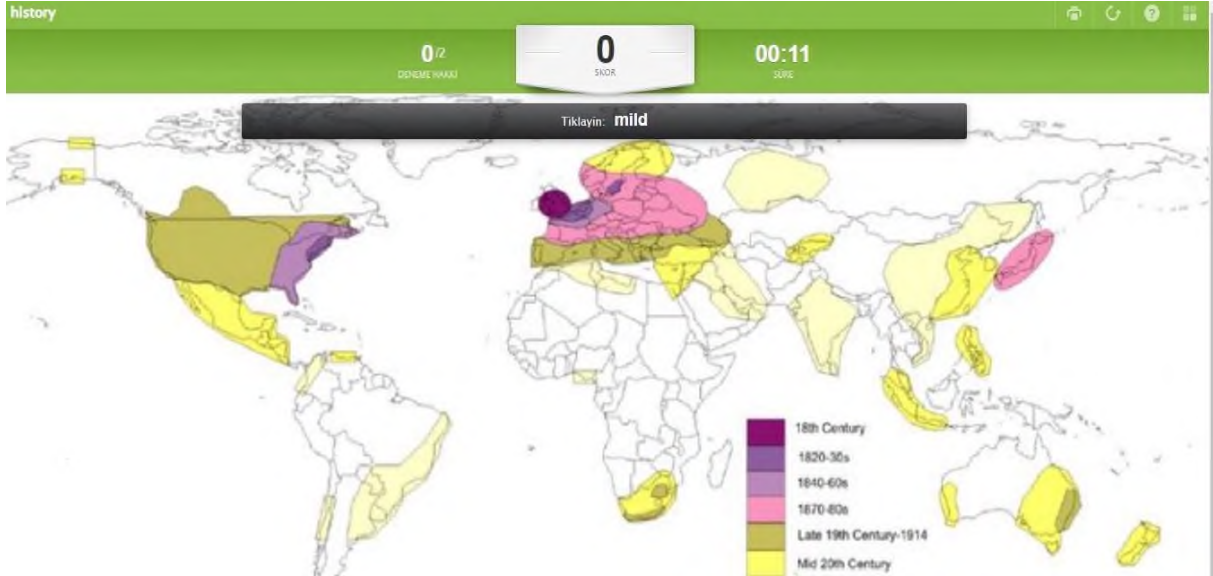 history
0/2
DENEME HAKKI
0
SKOR
00:11
SÜRE
Tiklayin: mild
18th Century
1820-30s
1840-60s
1870-80s
Late 19th Century-1914
Mid 20th Century